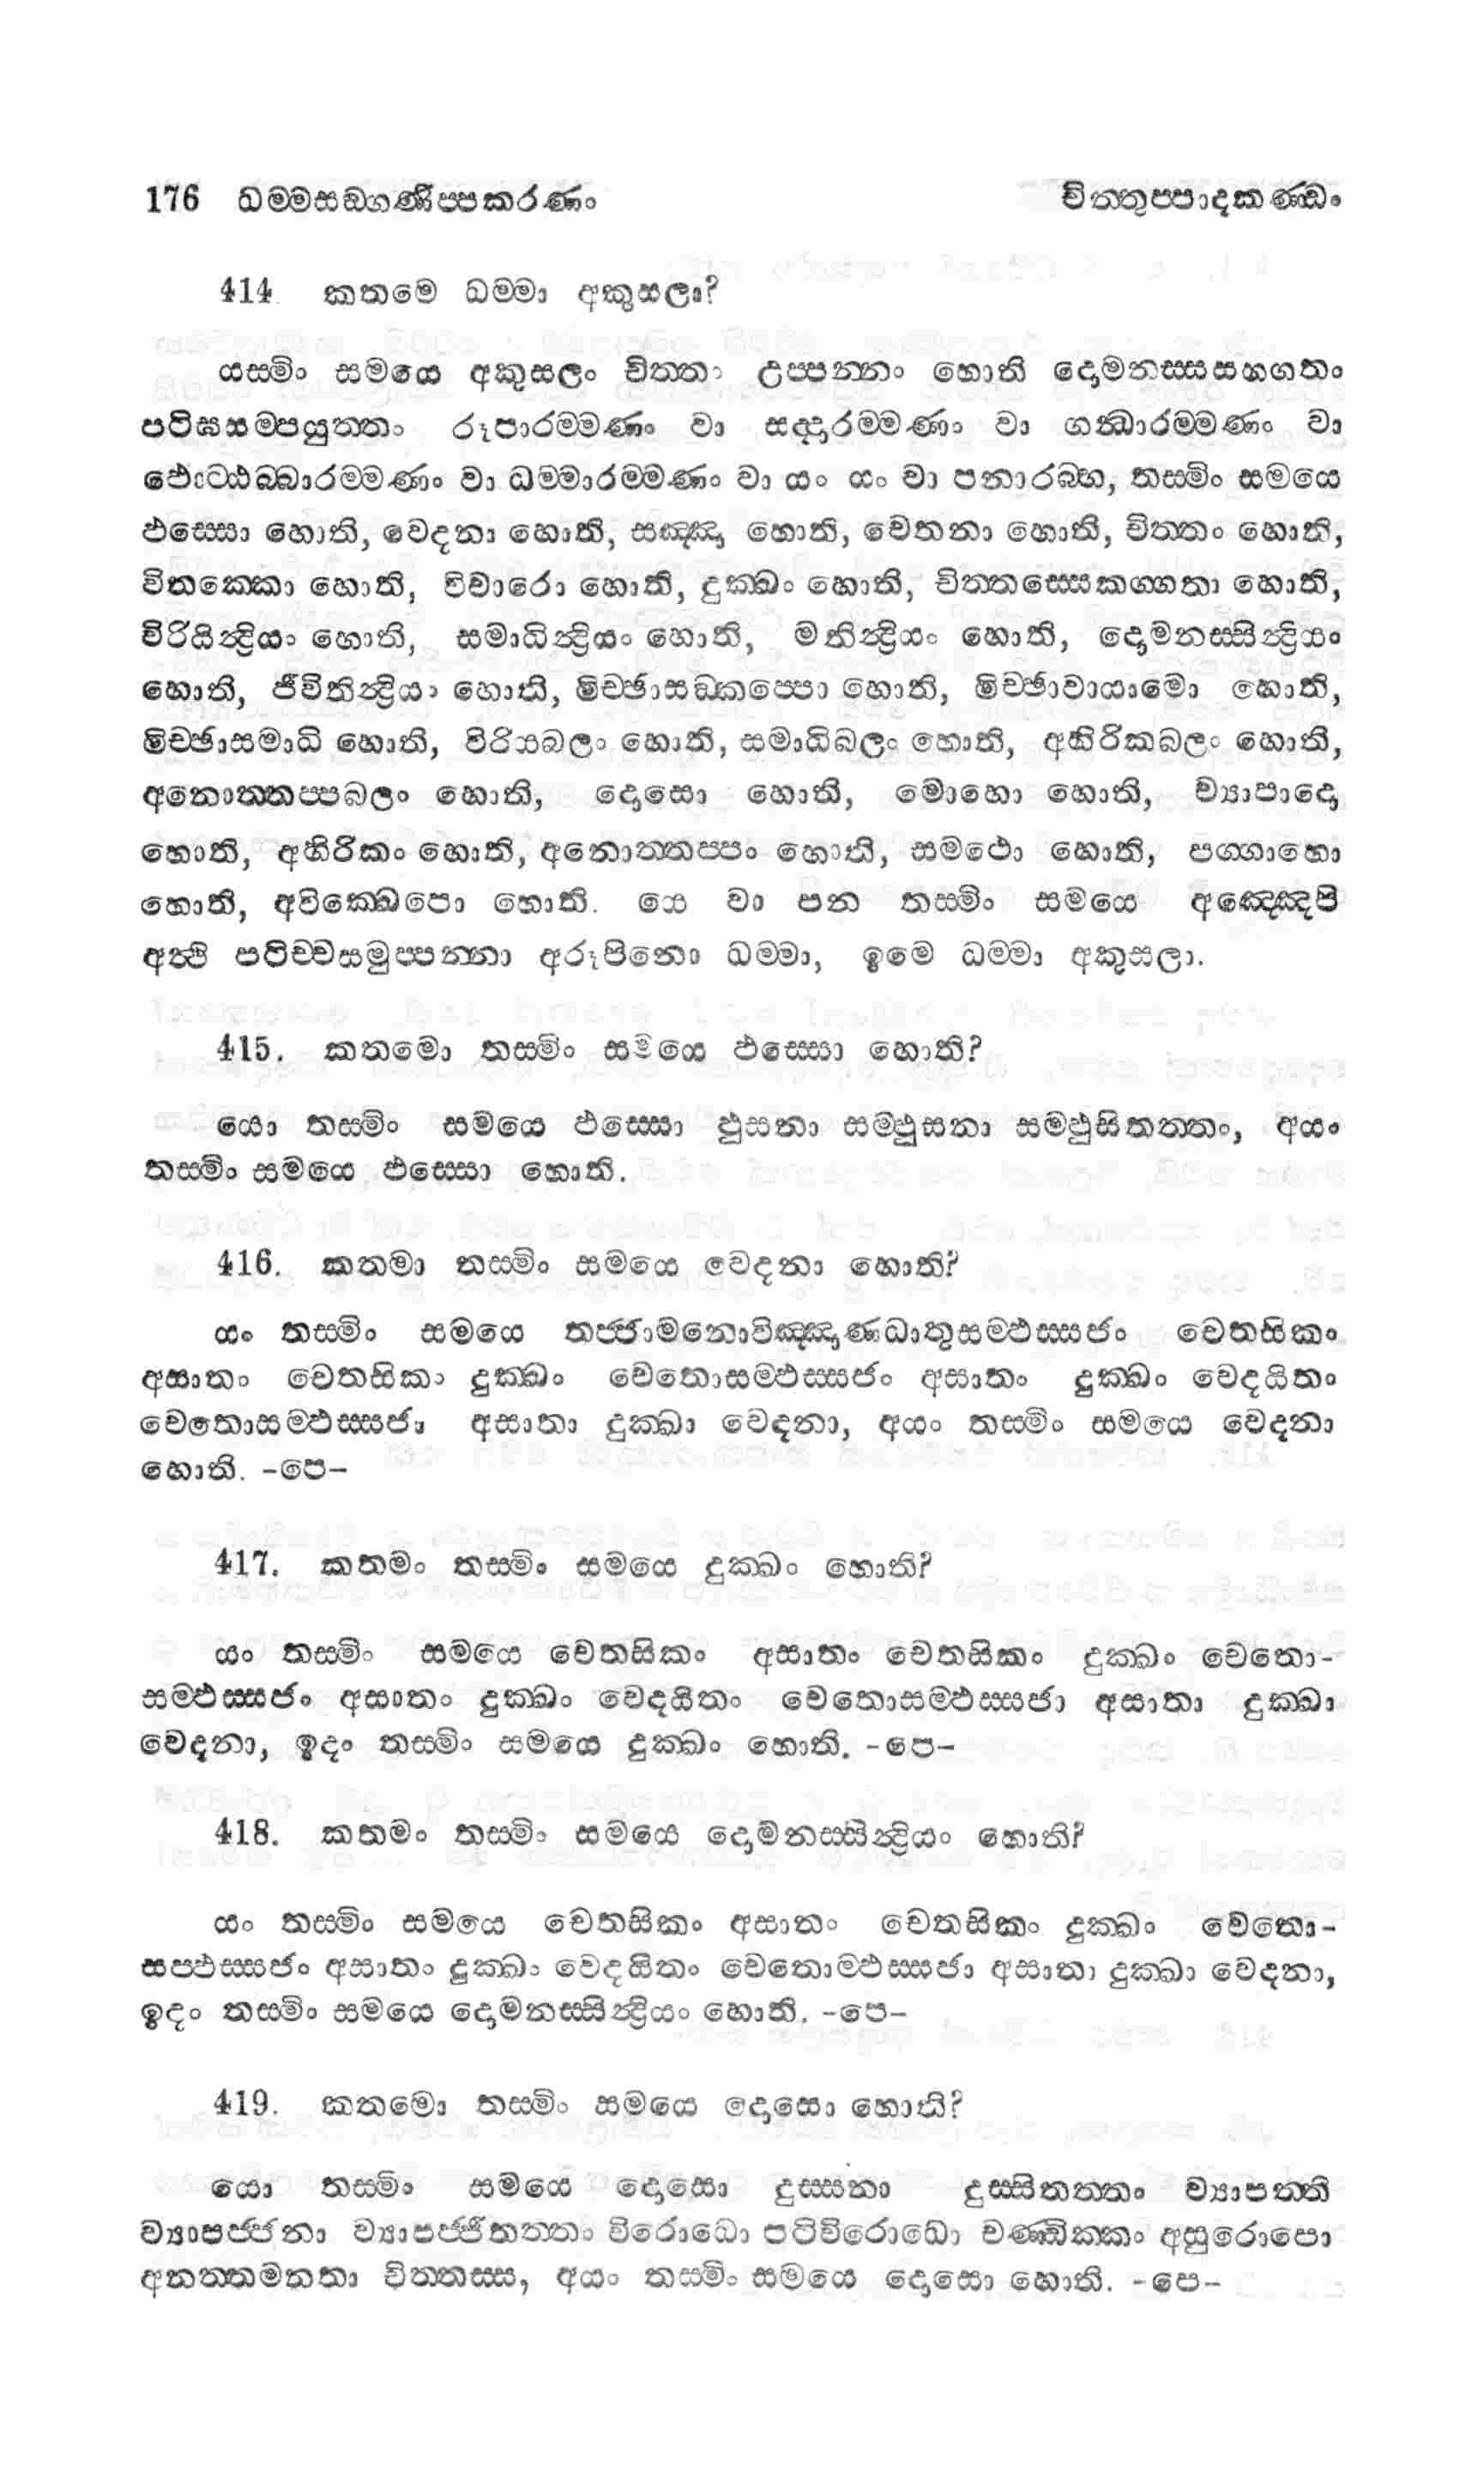 176 ධම්මසඞ්ගණිප්පකරණං චිත්තුප්පාදකණ්ඩං
414 කතමෙ ධම්මා අකුසලා?
යස්මිං සමයෙ අකුසලං චිත්තං උප්පන්නං හොති දොමනස්සසහගතං
පටිඝසම්පයුත්තං රූපාරම්මණං වා සද්දාරම්මණං වා ගන්ධාරම්මණං වා
ඵොට්ඨබ්බාරම්මණං වා ධම්මාරම්මණං වා යං යං වා පනාරබ්භ, තස්මිං සමයෙ
ඵස්සො හොති, වෙදනා හොති, සඤ්ඤා හොති, චෙතනා හොති, චිත්තං හොති,
විතක්කො හොති, විචාරො හොති, දුක්ඛං හොති, චිත්තස්සෙකග්ගතා හොති,
විරියින්ද්‍රියං හොති, සමාධින්ද්‍රියං හොති, මනින්ද්‍රියං හොති, දොමනස්සින්ද්‍රියං
හොති, ජීවිතින්ද්‍රියං හොති, මිච්ඡාසඞ්කප්පො හොති, මිච්ඡාවායාමො හොති,
මිච්ඡාසමාධි හොති, විරියබලං හොති, සමාධිබලං හොති, අහිරිකබලං හොති,
අනොත්තප්පබලං හොති, දොසො හොති, මොහො හොති, ව්‍යාපාදො
හොති, අහිරිකං හොති, අනොත්තප්පං හොති, සමථො හොති, පග්ගාහො
හොති, අවික්ඛෙපො හොති. යෙ වා පන තස්මිං සමයෙ අඤ්ඤෙපි
අත්ථි පටිච්චසමුප්පන්නා අරූපිනො ධම්මා, ඉමෙ ධම්මා අකුසලා.
415. කතමො තස්මිං සමයෙ ඵස්සො හොති?
යො තස්මිං සමයෙ ඵස්සො ඵුසනා සම්ඵුසනා සම්ඵුසිතත්තං, අයං
තස්මිං සමයෙ ඵස්සො හොති.
416. කතමා තස්මිං සමයෙ වෙදනා හොති?
යං තස්මිං සමයෙ තජ්ජාමනොවිඤ්ඤාණධාතුසම්ඵස්සජං චෙතසිකං
අසාතං චෙතසිකං දුක්ඛං චෙතොසම්ඵස්සජං අසාතං දුක්ඛං වෙදයිතං
චෙතොසම්ඵස්සජා අසාතා දුක්ඛා වෙදනා, අයං තස්මිං සමයෙ වෙදනා
හොති. -පෙ-
417. කතමං තස්මිං සමයෙ දුක්ඛං හොති?
යං තස්මිං සමයෙ චෙතසිකං අසාතං චෙතසිකං දුක්ඛං චෙතො-
සම්ඵස්සජං අසාතං දුක්ඛං වෙදයිතං චෙතොසම්ඵස්සජා අසාතා දුක්ඛා
වෙදනා, ඉදං තස්මිං සමයෙ දුක්ඛං හොති. -පෙ-
418. කතමං තස්මිං සමයෙ දොමනස්සින්ද්‍රියං හොති?
යං තස්මිං සමයෙ චෙතසිකං අසාතං චෙතසිකං දුක්ඛං චෙතො-
සප්ඵස්සජං අසාතං දුක්ඛං වෙදයිතං චෙතොම්ඵස්සජා අසාතා දුක්ඛා වෙදනා,
ඉදං තස්මිං සමයෙ දොමනස්සින්ද්‍රියං හොති. -පෙ-
419. කතමො තස්මිං සමයෙ දොසො හොති?
යො තස්මිං සමයෙ දොසො දුස්සනා දුස්සිතත්තං ව්‍යාපත්ති
ව්‍යාපජ්ජනා ව්‍යාපජ්ජිතත්තං විරොධො පටිවිරොධො චණ්ඩික්කං අසුරොපො
අනත්තමනතා චිත්තස්ස, අයං තස්මිං සමයෙ දොසො හොති. -පෙ-